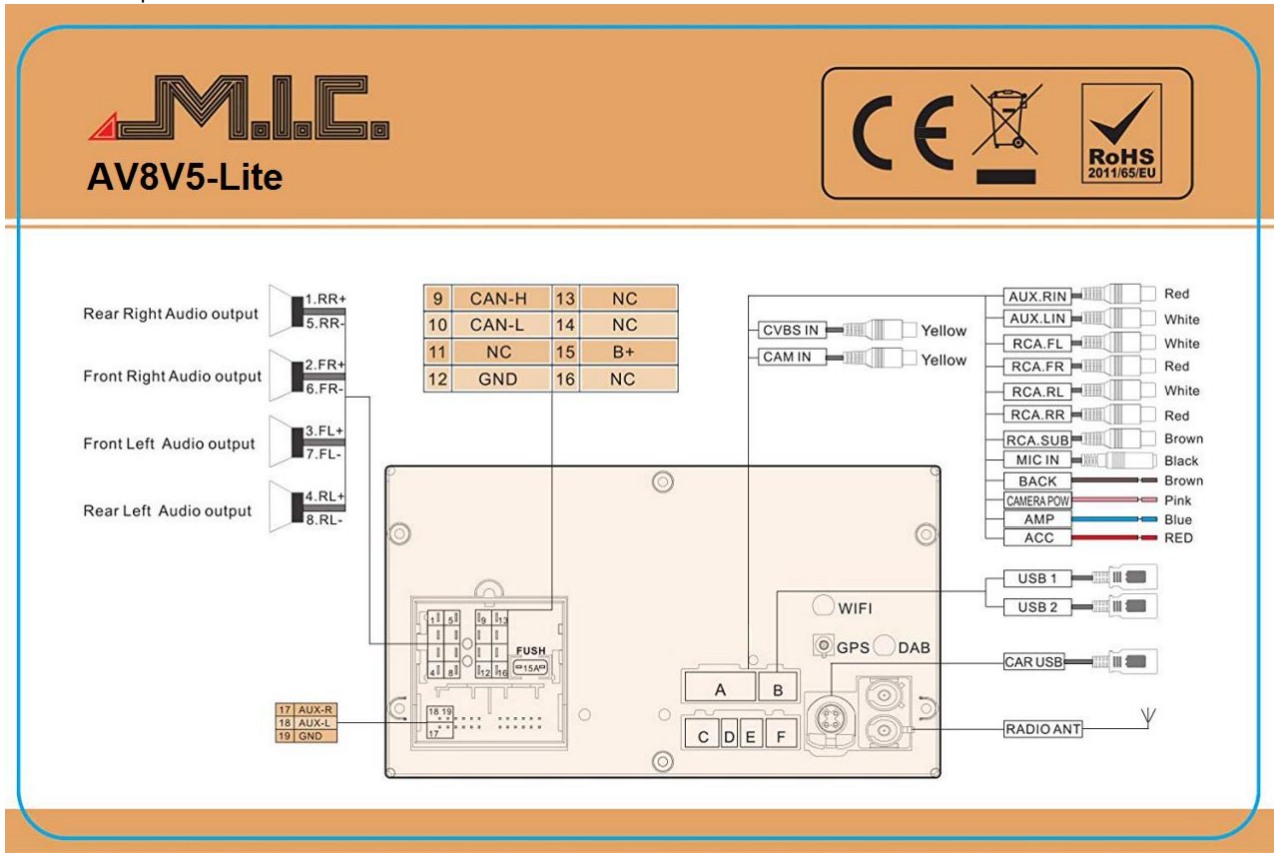 M.I.C.
AV8V5-Lite
CE
RoHS
2011/65/EU
Rear Right Audio output
1.RR+
5.RR-
Front Right Audio output
2.FR+
6.FR-
Front Left Audio output
3.FL+
7.FL-
Rear Left Audio output
4.RL+
8.RL-
9 CAN-H 13 NC
10 CAN-L 14 NC
11 NC 15 B+
12 GND 16 NC
CVBS IN Yellow
CAM IN Yellow
AUX.RIN Red
AUX.LIN White
RCA.FL White
RCA.FR Red
RCA.RL White
RCA.RR Red
RCA.SUB Brown
MIC IN Black
BACK Brown
CAMERA POW Pink
AMP Blue
ACC RED
USB 1
USB 2
CAR USB
RADIO ANT
WIFI
GPS DAB
1 5 9 13
FUSH
15A
4 8 12 16
A B
C D E F
17 AUX-R
18 AUX-L
19 GND
18 19
17